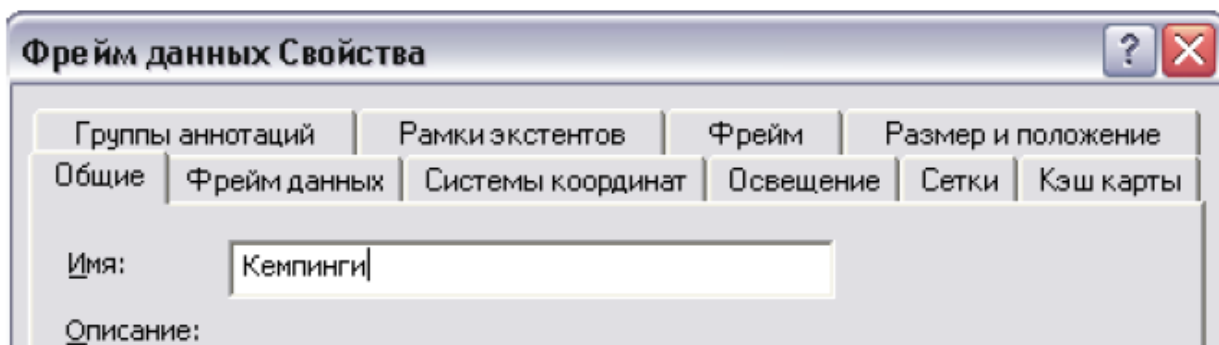 Фрейм данных Свойства
Группы аннотаций Рамки экстентов Фрейм Размер и положение
Общие Фрейм данных Системы координат Освещение Сетки Кэш карты
Имя: Кемпинги
Описание: